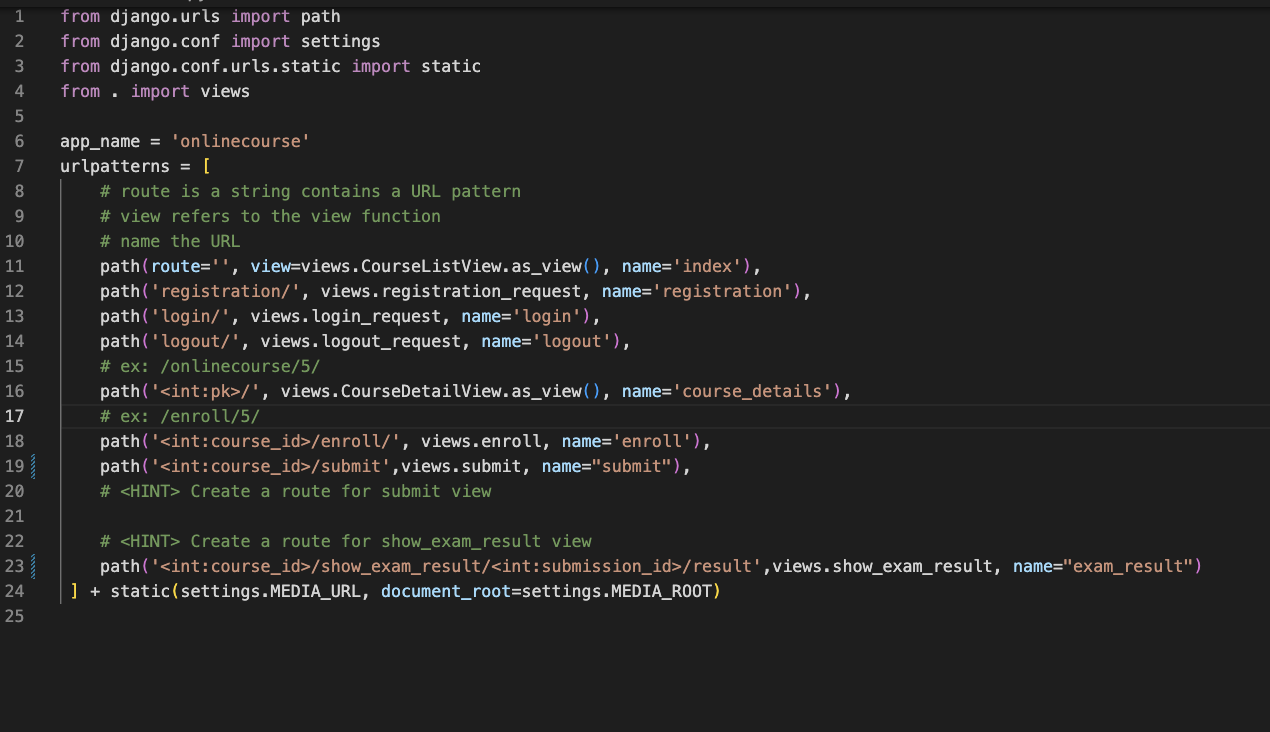 1 from django.urls import path
2 from django.conf import settings
3 from django.conf.urls.static import static
4 from . import views
5
6 app_name = 'onlinecourse'
7 urlpatterns = [
8     # route is a string contains a URL pattern
9     # view refers to the view function
10     # name the URL
11     path(route='', view=views.CourseListView.as_view(), name='index'),
12     path('registration/', views.registration_request, name='registration'),
13     path('login/', views.login_request, name='login'),
14     path('logout/', views.logout_request, name='logout'),
15     # ex: /onlinecourse/5/
16     path('<int:pk>/', views.CourseDetailView.as_view(), name='course_details'),
17     # ex: /enroll/5/
18     path('<int:course_id>/enroll/', views.enroll, name='enroll'),
19     path('<int:course_id>/submit',views.submit, name="submit"),
20     # <HINT> Create a route for submit view
21
22     # <HINT> Create a route for show_exam_result view
23     path('<int:course_id>/show_exam_result/<int:submission_id>/result',views.show_exam_result, name="exam_result")
24  ] + static(settings.MEDIA_URL, document_root=settings.MEDIA_ROOT)
25